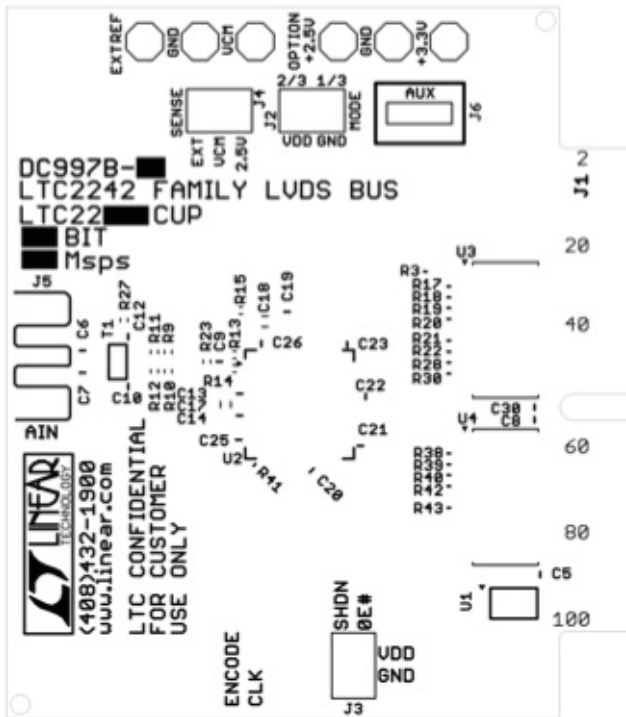 EXTREF
GND
VCM
OPTION
+2.5V
GND
+3.3V
SENSE
J4
EXT
VCM
2.5V
J2
2/3 1/3
MODE
VDD GND
AUX
J6
DC997B-
LTC2242 FAMILY LVDS BUS
LTC22 CUP
BIT
Msps
2
J1
20
40
60
80
100
J5
C6
C7
AIN
T1
R27
C12
C10
R11
R9
R12
R10
R23
C9
R13
R14
R15
C18
C19
C26
C23
C22
C21
C25
U2
R41
C20
R3
R17
R18
R19
R20
R21
R22
R28
R30
U3
C30
C8
U4
R38
R39
R40
R42
R43
C5
U1
LINEAR
TECHNOLOGY
(408)432-1900
www.linear.com
LTC CONFIDENTIAL
FOR CUSTOMER
USE ONLY
ENCODE
CLK
SHDN
OE#
VDD
GND
J3